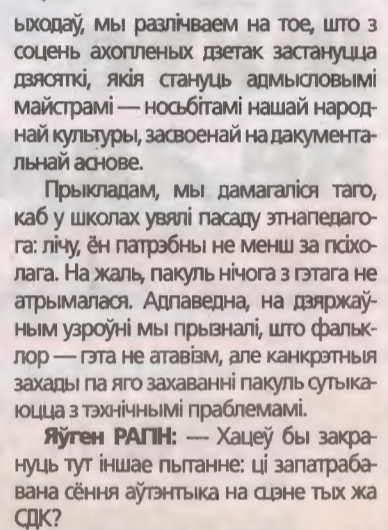 ыходаў, мы разлічваем на тое, што з
соцень ахопленых дзетак застануцца
дзясяткі, якія стануць адмысловымі
майстрамі — носьбітамі нашай народ-
най культуры, засвоенай на дакумента-
льнай аснове.
Прыкладам, мы дамагаліся таго,
каб у школах увялі пасаду этнапедаго-
га: лічу, ён патрэбны не менш за псіхо-
лага. На жаль, пакуль нічога з гэтага не
атрымалася. Адпаведна, на дзяржаў-
ным узроўні мы прызналі, што фальк-
лор — гэта не атавізм, але канкрэтныя
захады па яго захаванні пакуль сутыка-
юцца з тэхнічнымі праблемамі.
Яўген РАГІН: — Хацеў бы закра-
нуць тут іншае пытанне: ці запатраба-
вана сёння аўтэнтыка на сцэне тых жа
СДК?